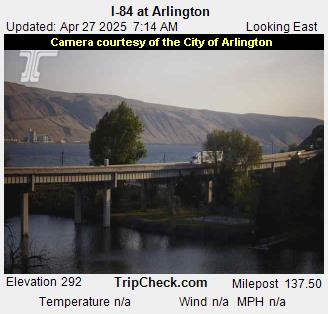 I-84 at Arlington
Updated: Apr 27 2025 7:14 AM Looking East
Camera courtesy of the City of Arlington
Elevation 292 TripCheck.com Milepost 137.50
Temperature n/a Wind n/a MPH n/a